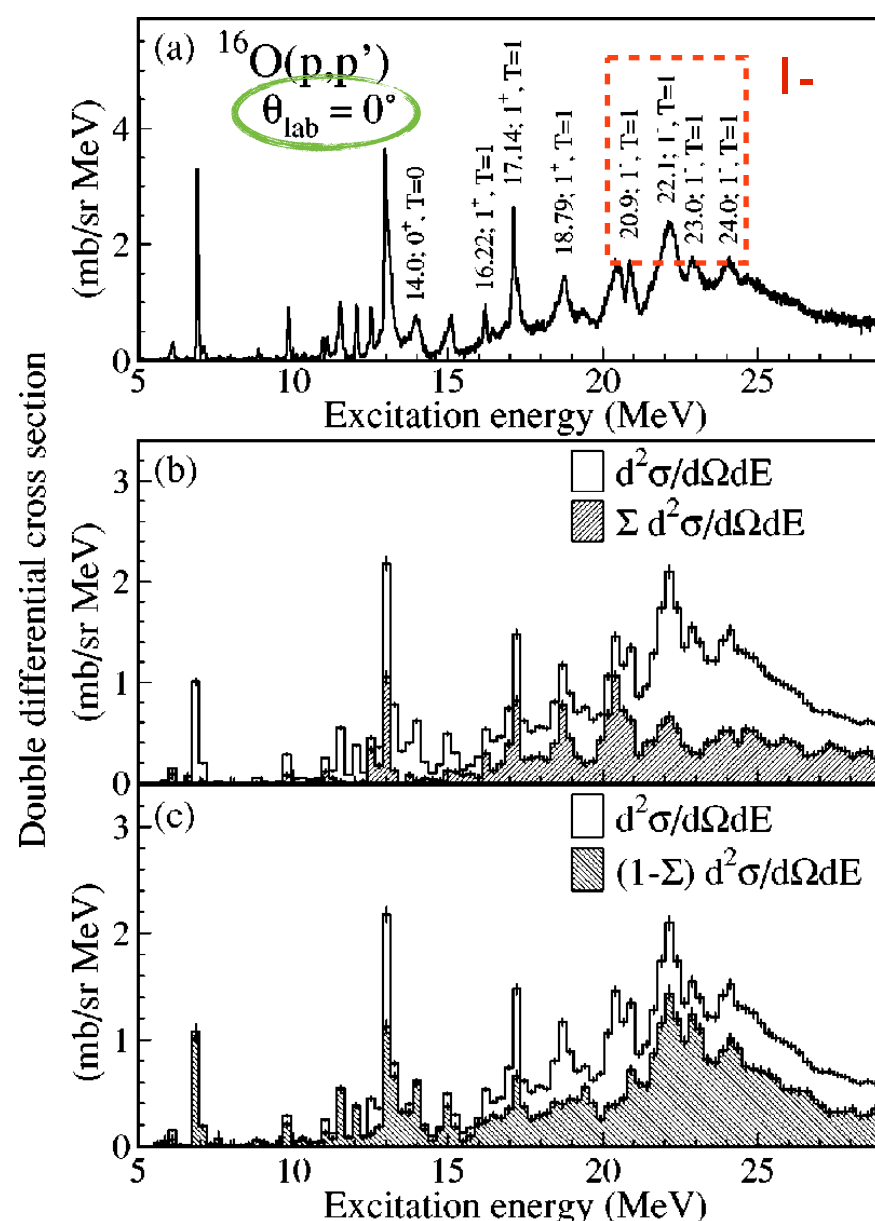 Double differential cross section
(a)
¹⁶O(p,p’)
θlab = 0°
1-
14.0; 0⁺, T=0
16.22; 1⁺, T=1
17.14; 1⁺, T=1
18.79; 1⁺, T=1
20.9; 1⁻, T=1
22.1; 1⁻, T=1
23.0; 1⁻, T=1
24.0; 1⁻, T=1
(mb/sr MeV)
4
2
0
5 10 15 20 25
Excitation energy (MeV)
(b)
d²σ/dΩdE
Σ d²σ/dΩdE
(mb/sr MeV)
3
2
1
0
(c)
d²σ/dΩdE
(1-Σ) d²σ/dΩdE
(mb/sr MeV)
3
2
1
0
5 10 15 20 25
Excitation energy (MeV)